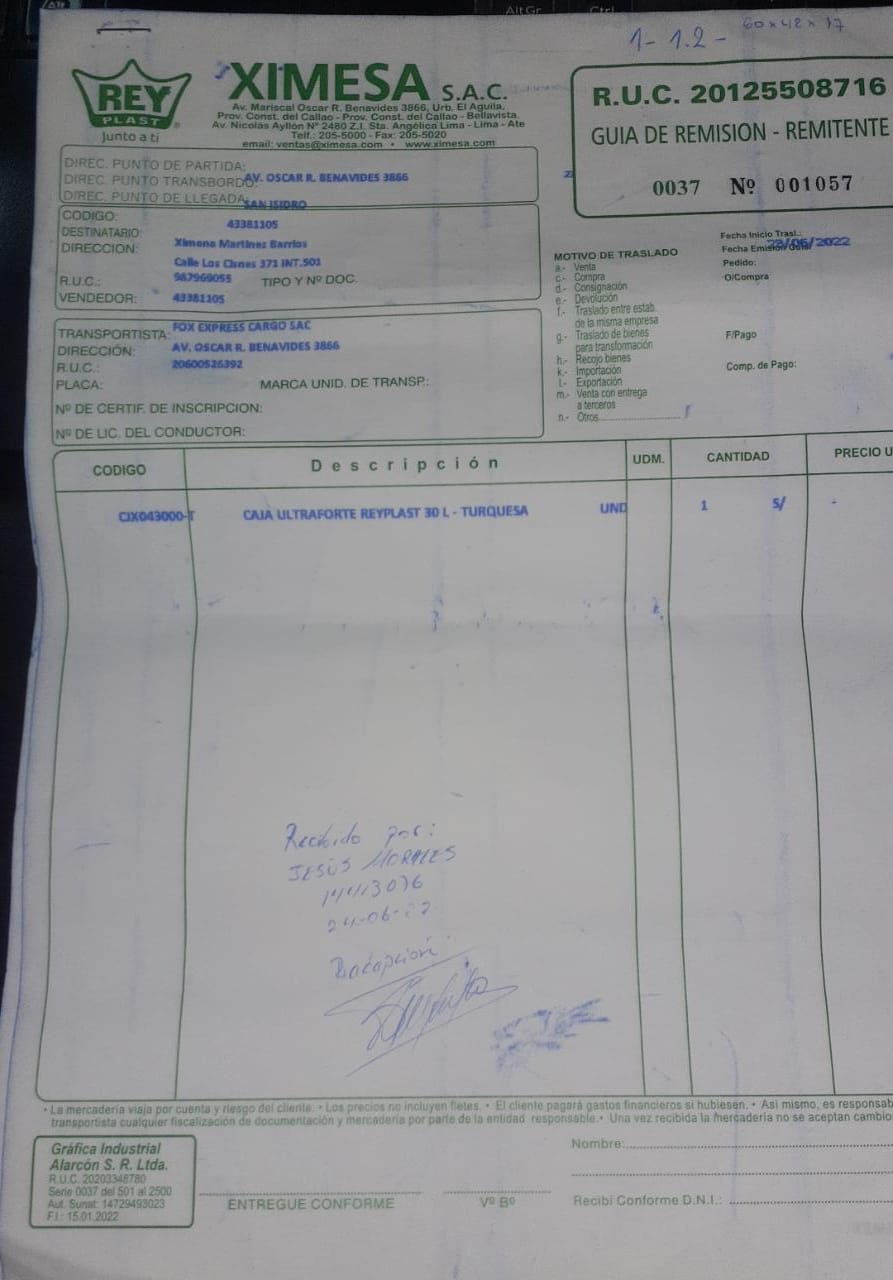 AltGr Ctrl
1- 1.2 - 60x42x17
REY
PLAST
Junto a ti
XIMESA S.A.C.
Av. Mariscal Oscar R. Benavides 3866, Urb. El Aguila.
Prov. Const. del Callao - Prov. Const. del Callao - Bellavista.
Av. Nicolás Ayllón Nº 2480 Z.I. Sta. Angélica Lima - Lima - Ate
Telf.: 205-5000 - Fax: 205-5020
email: ventas@ximesa.com • www.ximesa.com
R.U.C. 20125508716
GUIA DE REMISION - REMITENTE
0037 Nº 001057
DIREC. PUNTO DE PARTIDA:
DIREC. PUNTO TRANSBORDO: AV. OSCAR R. BENAVIDES 3866
DIREC. PUNTO DE LLEGADA: SAN ISIDRO
CODIGO: 43381105
DESTINATARIO: Ximena Martinez Barrios
DIRECCION: Calle Los Cisnes 371 INT.501
R.U.C.: 987969055 TIPO Y Nº DOC.
VENDEDOR: 43381105
Fecha Inicio Trasl.:
Fecha Emisión Guía: 23/06/2022
Pedido:
O/Compra
F/Pago
Comp. de Pago:
MOTIVO DE TRASLADO
a.- Venta
c.- Compra
d.- Consignación
e.- Devolución
f.- Traslado entre estab.
de la misma empresa
g.- Traslado de bienes
para transformación
h.- Recojo bienes
k.- Importación
l.- Exportación
m.- Venta con entrega
a terceros
n.- Otros
TRANSPORTISTA: FOX EXPRESS CARGO SAC
DIRECCIÓN: AV. OSCAR R. BENAVIDES 3866
R.U.C.: 20600526392
PLACA: MARCA UNID. DE TRANSP.:
Nº DE CERTIF. DE INSCRIPCION:
Nº DE LIC. DEL CONDUCTOR:
CODIGO Descripción UDM. CANTIDAD PRECIO U
CJX043000-T CAJA ULTRAFORTE REYPLAST 30 L - TURQUESA UND 1 S/ -
Recibido por:
JESÚS MORALES
24-06-22
Recepción
• La mercadería viaja por cuenta y riesgo del cliente. • Los precios no incluyen fletes. • El cliente pagará gastos financieros si hubiesen. • Asi mismo, es responsab
transportista cualquier fiscalización de documentación y mercadería por parte de la entidad responsable. • Una vez recibida la mercadería no se aceptan cambio
Gráfica Industrial
Alarcón S. R. Ltda.
R.U.C. 20203348780
Serie 0037 del 501 al 2500
Aut. Sunat: 14729493023
F.I.: 15.01.2022
ENTREGUE CONFORME
Vº Bº
Nombre:
Recibí Conforme D.N.I.: